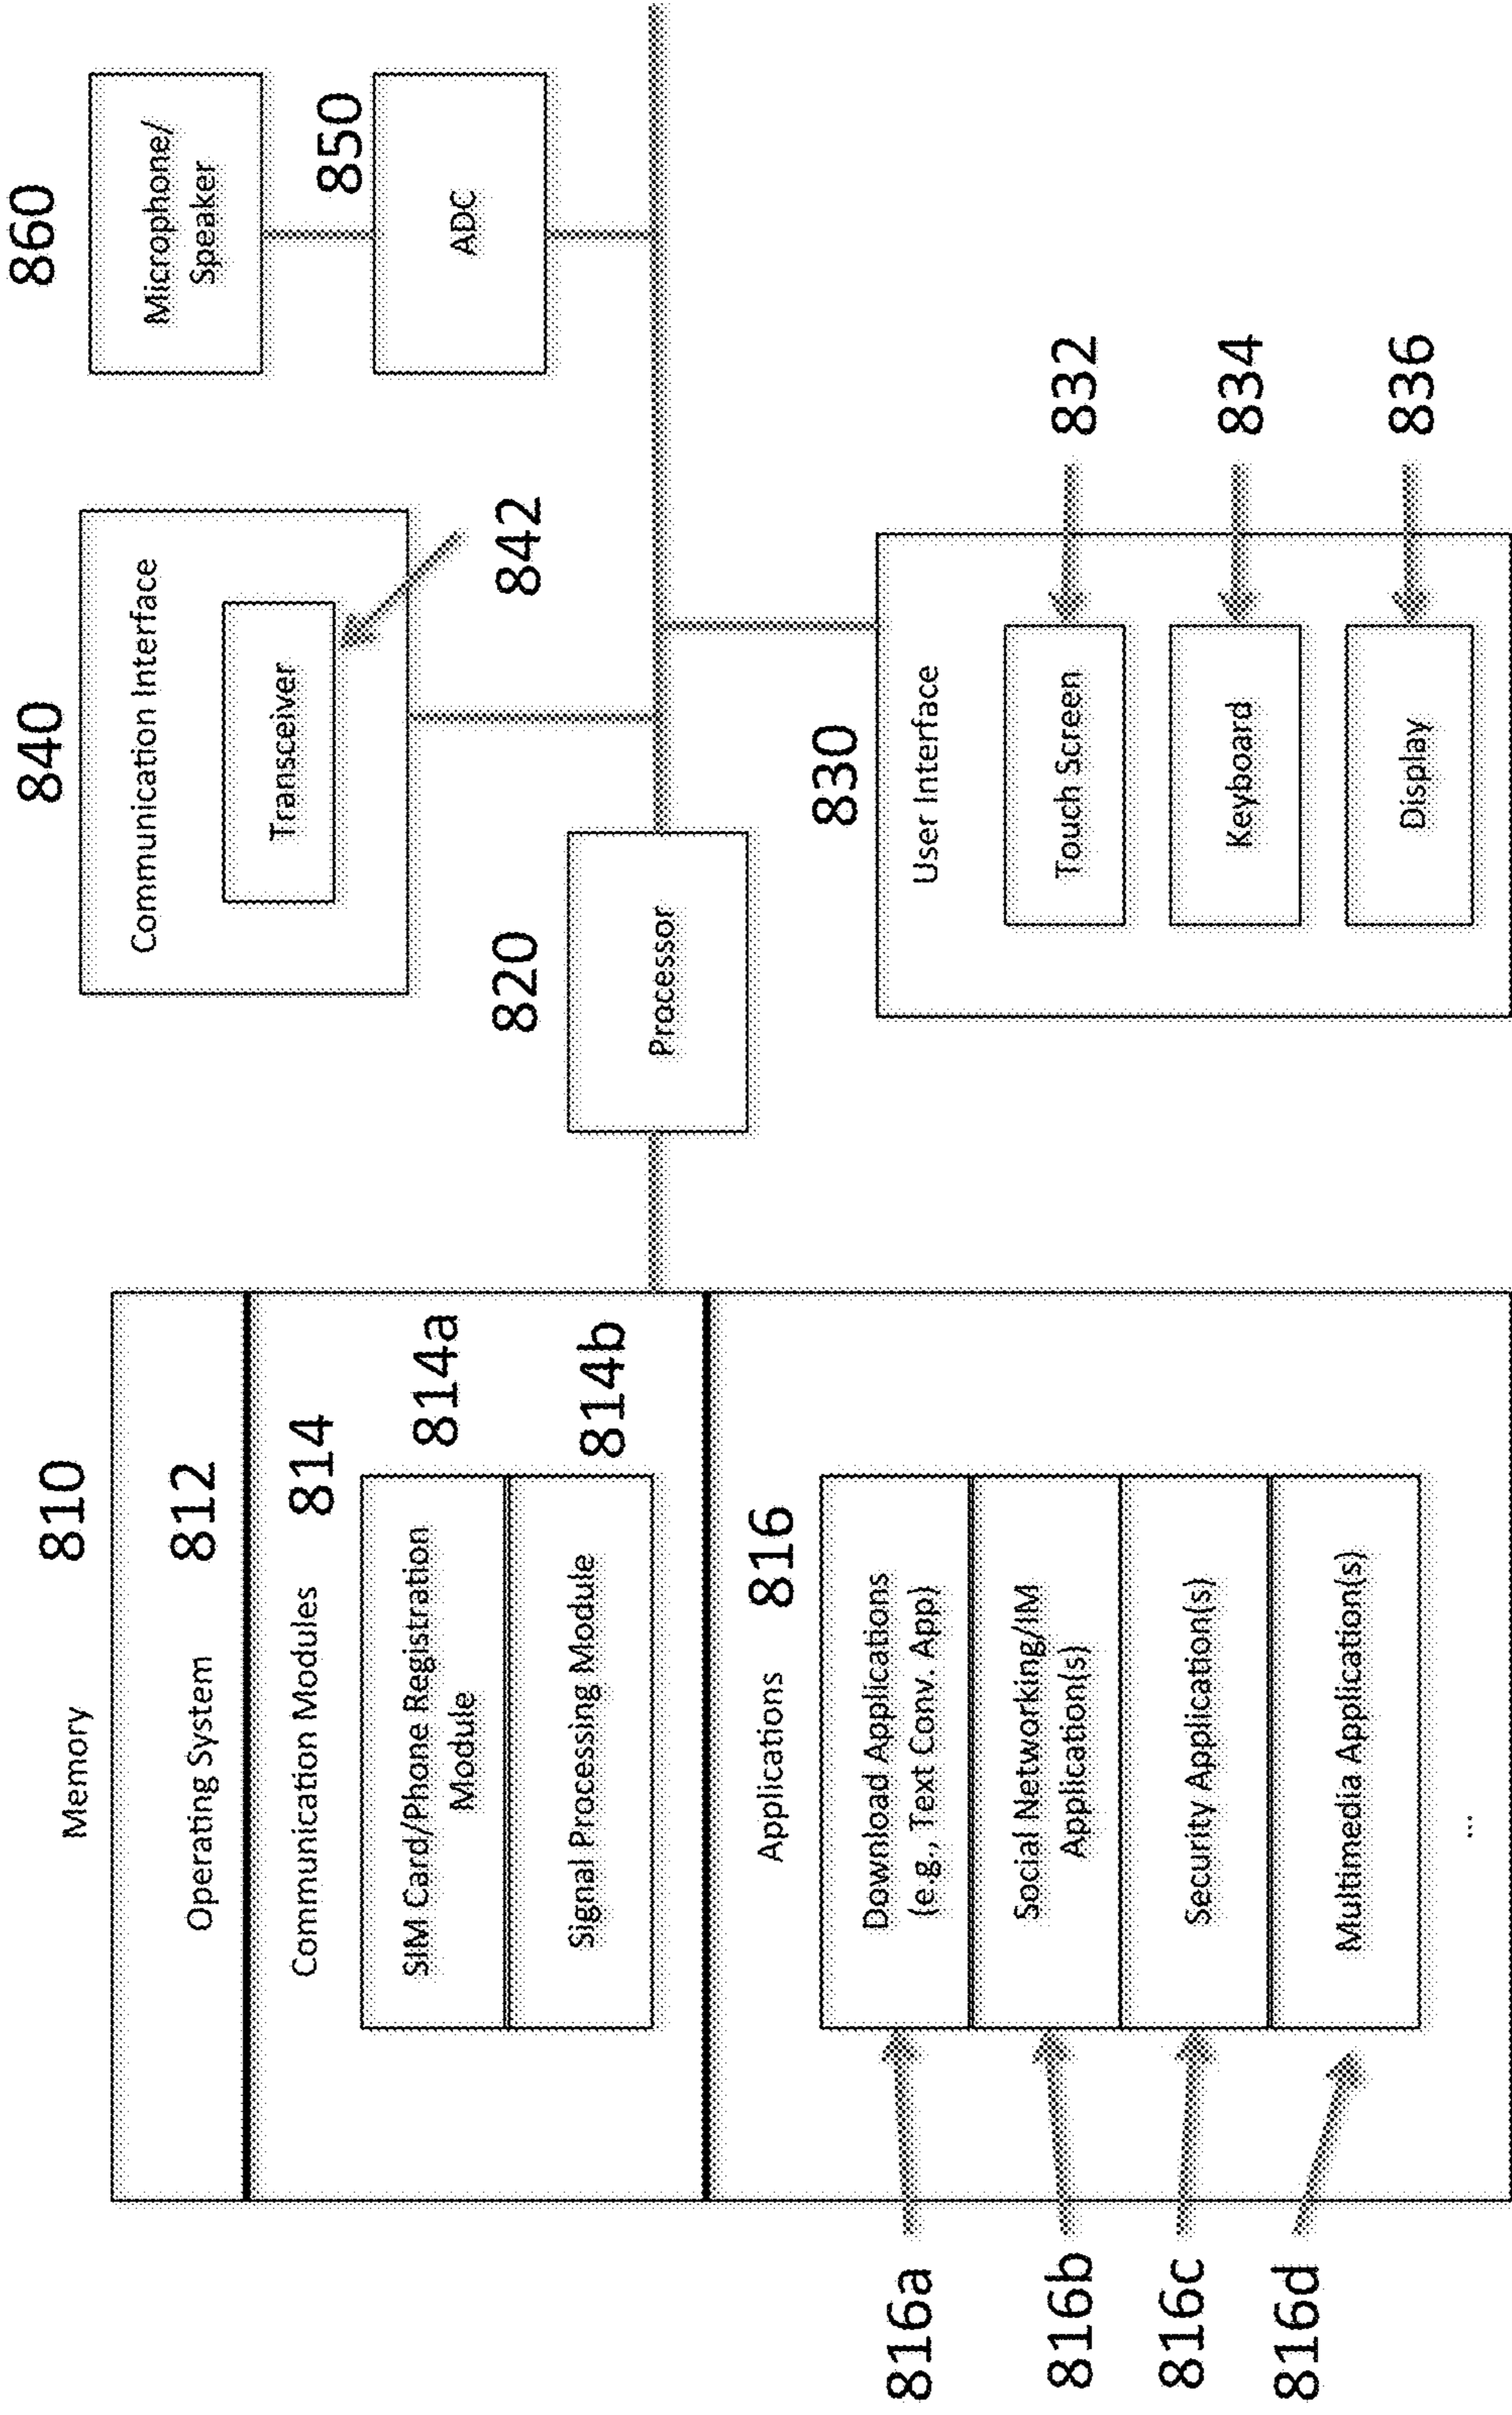 810
Memory
812
Operating System
814
Communication Modules
814a
SIM Card/Phone Registration
Module
814b
Signal Processing Module
816
Applications
816a
Download Applications
(e.g., Text Conv. App)
816b
Social Networking/IM
Application(s)
816c
Security Application(s)
816d
Multimedia Application(s)
...
820
Processor
840
Communication Interface
Transceiver
842
860
Microphone/
Speaker
850
ADC
830
User Interface
Touch Screen
832
Keyboard
834
Display
836